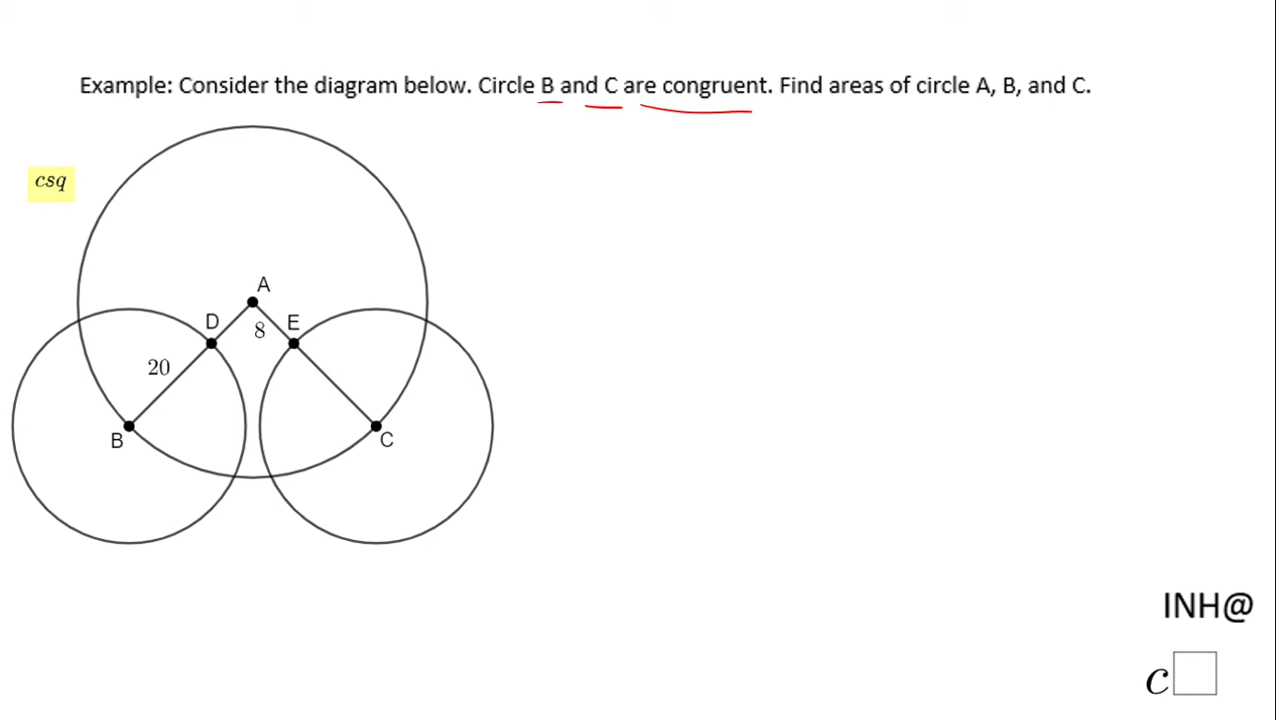 Example: Consider the diagram below. Circle B and C are congruent. Find areas of circle A, B, and C.
csq
A
D
E
8
20
B
C
INH@
c